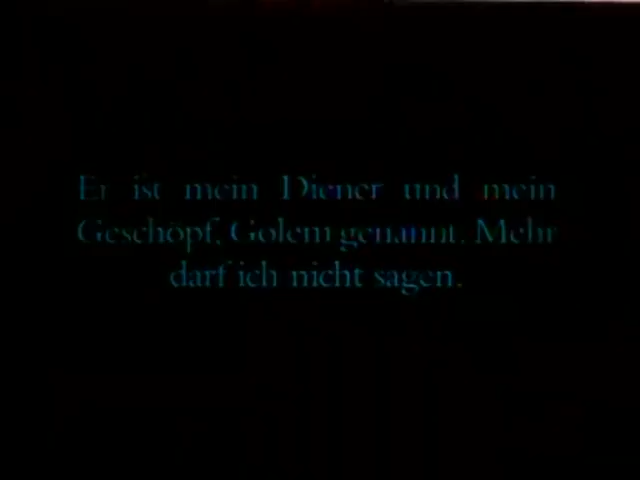 Er ist mein Diener und mein
Geschöpf, Golem genannt. Mehr
darf ich nicht sagen.